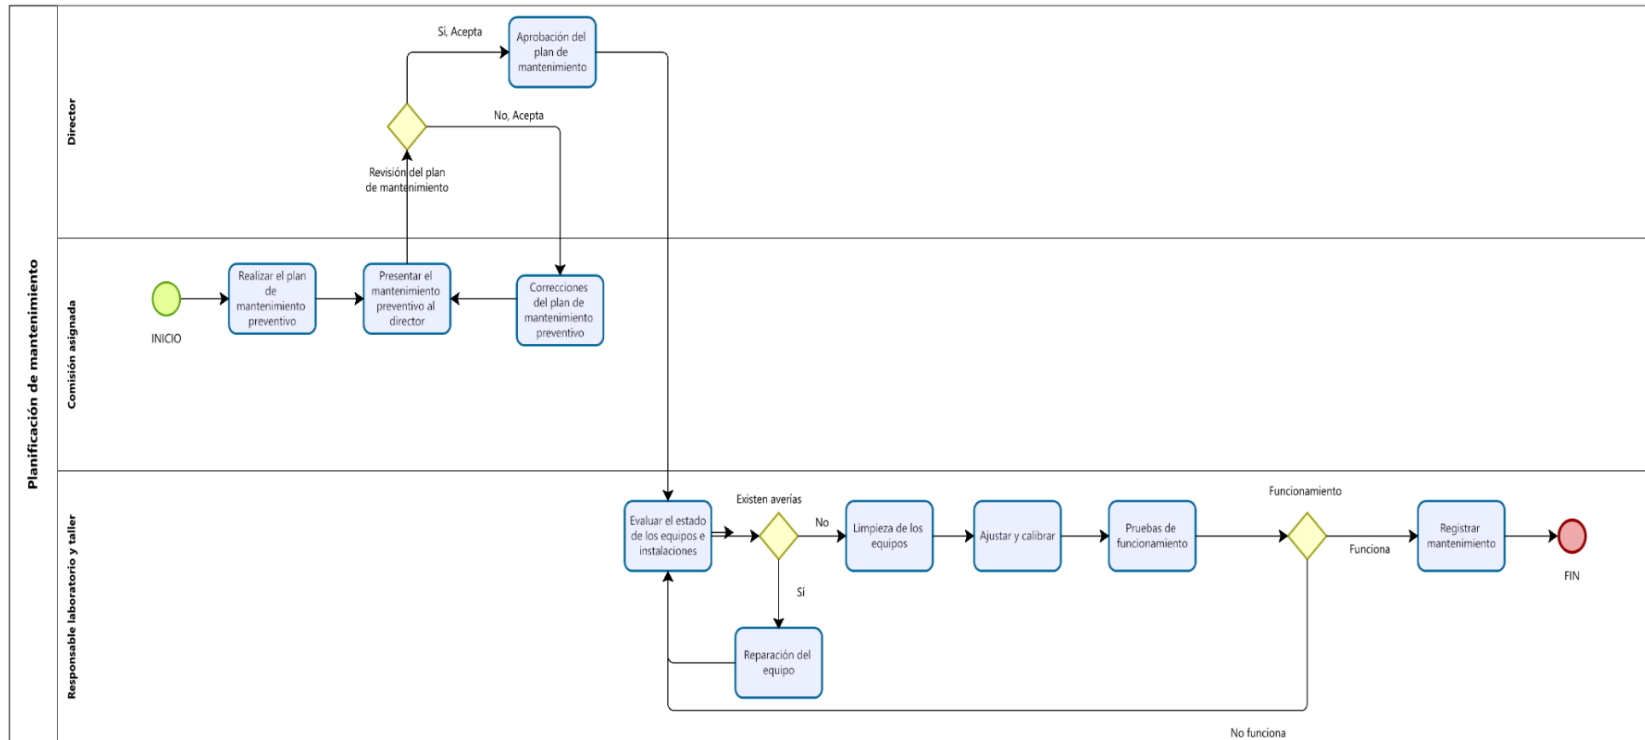 Planificación de mantenimiento
Director
Si, Acepta
Aprobación del
plan de
mantenimiento
No, Acepta
Revisión del plan
de mantenimiento
Comisión asignada
INICIO
Realizar el plan
de
mantenimiento
preventivo
Presentar el
mantenimiento
preventivo al
director
Correcciones
del plan de
mantenimiento
preventivo
Responsable laboratorio y taller
Evaluar el estado
de los equipos e
instalaciones
Existen averías
No
Sí
Reparación del
equipo
Limpieza de los
equipos
Ajustar y calibrar
Pruebas de
funcionamiento
Funcionamiento
Funciona
No funciona
Registrar
mantenimiento
FIN